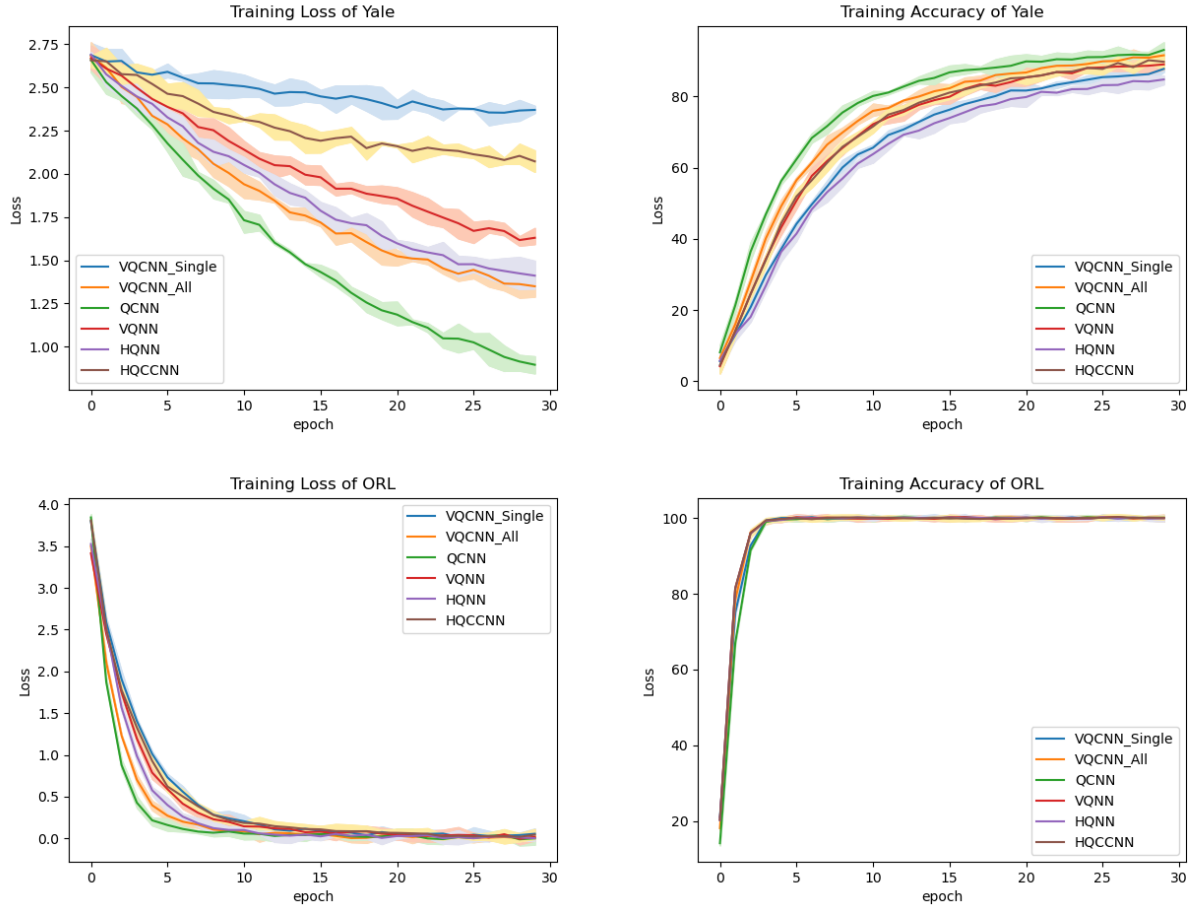 Training Loss of Yale
Loss
2.75
2.50
2.25
2.00
1.75
1.50
1.25
1.00
VQCNN_Single
VQCNN_All
QCNN
VQNN
HQNN
HQCCNN
0 5 10 15 20 25 30
epoch
Training Accuracy of Yale
Loss
80
60
40
20
0
VQCNN_Single
VQCNN_All
QCNN
VQNN
HQNN
HQCCNN
0 5 10 15 20 25 30
epoch
Training Loss of ORL
Loss
4.0
3.5
3.0
2.5
2.0
1.5
1.0
0.5
0.0
VQCNN_Single
VQCNN_All
QCNN
VQNN
HQNN
HQCCNN
0 5 10 15 20 25 30
epoch
Training Accuracy of ORL
Loss
100
80
60
40
20
VQCNN_Single
VQCNN_All
QCNN
VQNN
HQNN
HQCCNN
0 5 10 15 20 25 30
epoch